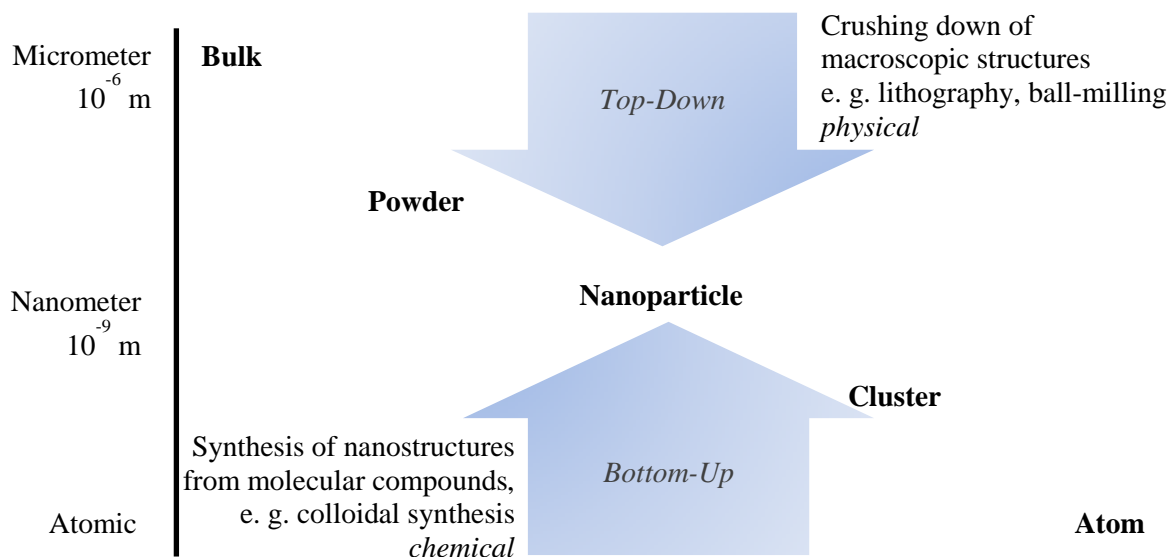 Micrometer
10⁻⁶ m
Bulk
Top-Down
Crushing down of
macroscopic structures
e. g. lithography, ball-milling
physical
Powder
Nanometer
10⁻⁹ m
Nanoparticle
Cluster
Synthesis of nanostructures
from molecular compounds,
e. g. colloidal synthesis
chemical
Bottom-Up
Atomic
Atom